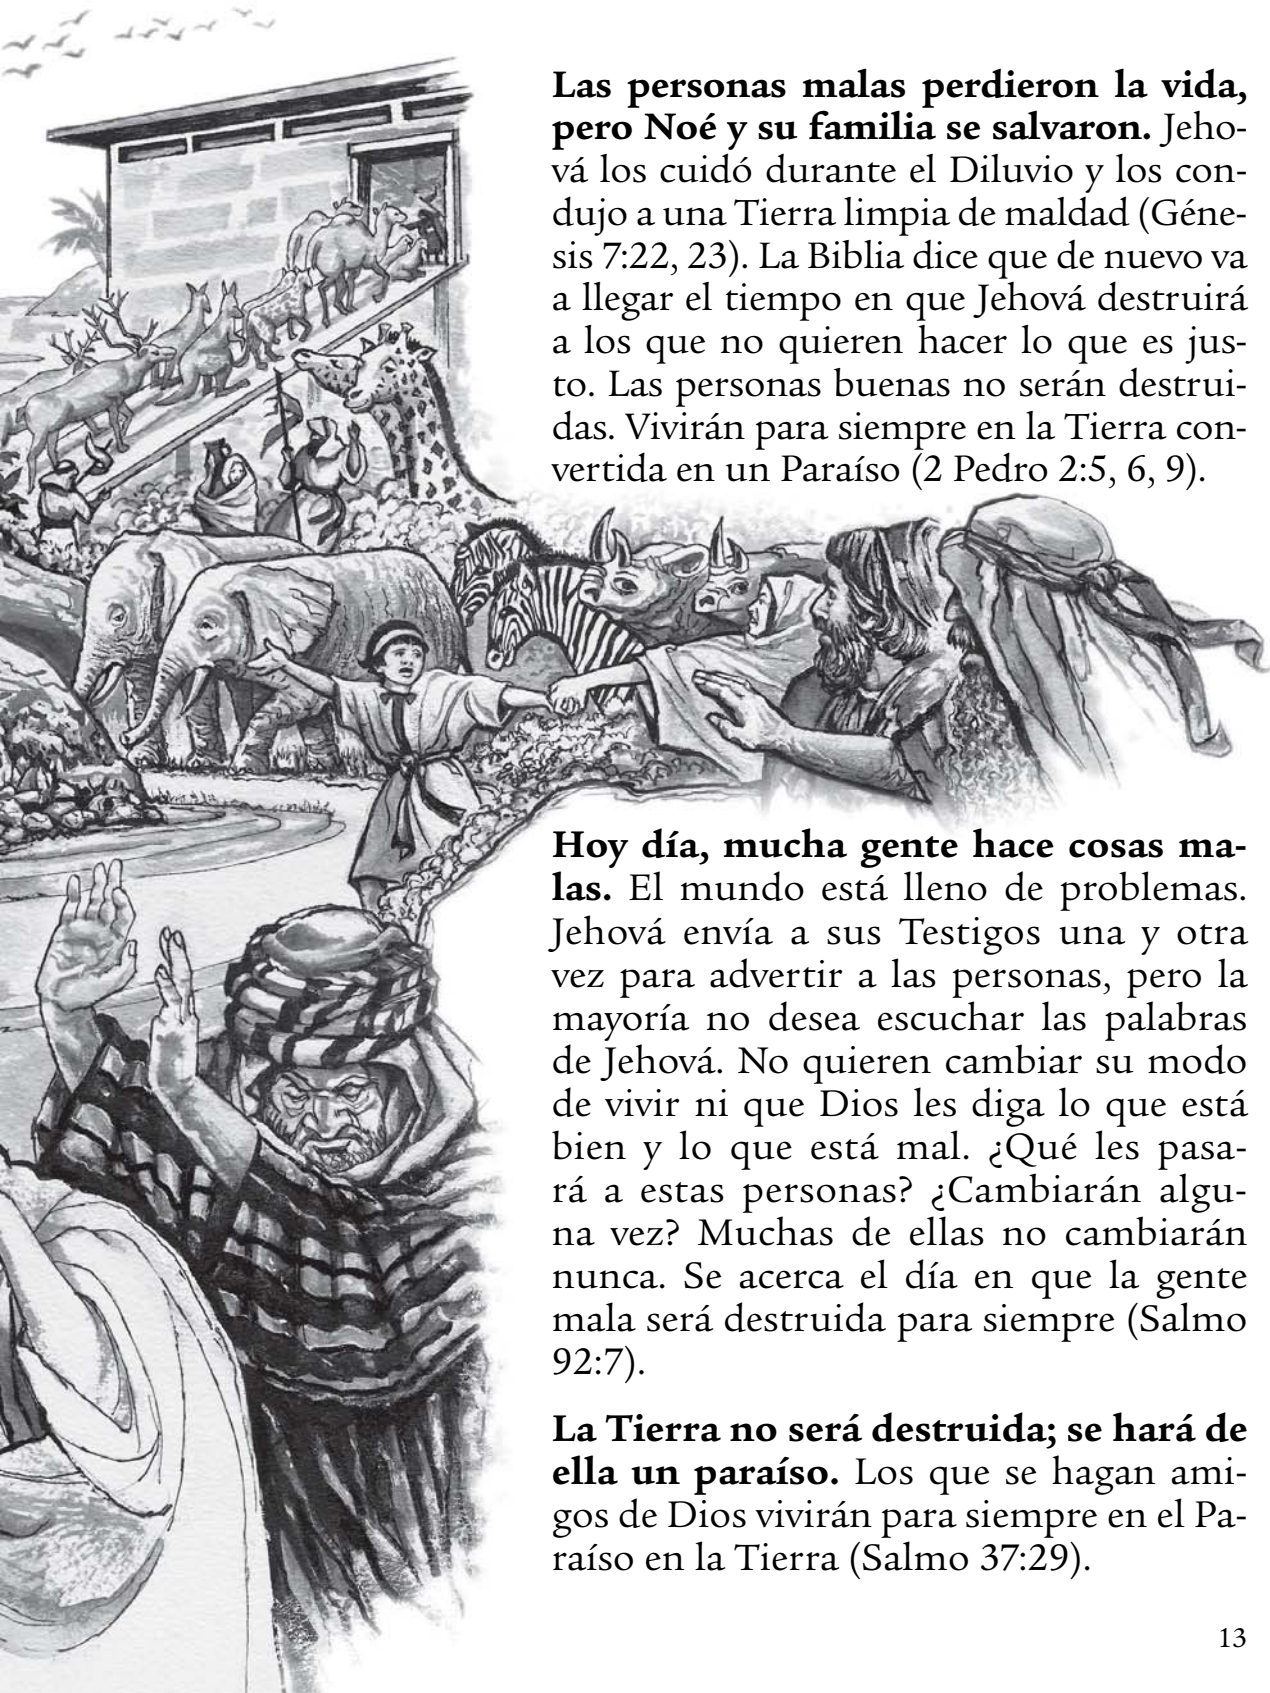 Las personas malas perdieron la vida,
pero Noé y su familia se salvaron. Jeho-
vá los cuidó durante el Diluvio y los con-
dujo a una Tierra limpia de maldad (Géne-
sis 7:22, 23). La Biblia dice que de nuevo va
a llegar el tiempo en que Jehová destruirá
a los que no quieren hacer lo que es jus-
to. Las personas buenas no serán destrui-
das. Vivirán para siempre en la Tierra con-
vertida en un Paraíso (2 Pedro 2:5, 6, 9).
Hoy día, mucha gente hace cosas ma-
las. El mundo está lleno de problemas.
Jehová envía a sus Testigos una y otra
vez para advertir a las personas, pero la
mayoría no desea escuchar las palabras
de Jehová. No quieren cambiar su modo
de vivir ni que Dios les diga lo que está
bien y lo que está mal. ¿Qué les pasa-
rá a estas personas? ¿Cambiarán algu-
na vez? Muchas de ellas no cambiarán
nunca. Se acerca el día en que la gente
mala será destruida para siempre (Salmo
92:7).
La Tierra no será destruida; se hará de
ella un paraíso. Los que se hagan ami-
gos de Dios vivirán para siempre en el Pa-
raíso en la Tierra (Salmo 37:29).
13